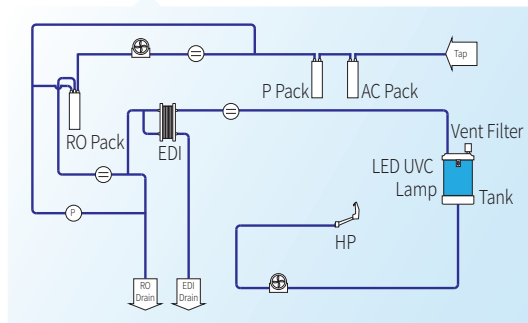 Tap
P Pack
AC Pack
RO Pack
EDI
Vent Filter
LED UVC
Lamp
Tank
HP
P
RO
Drain
EDI
Drain